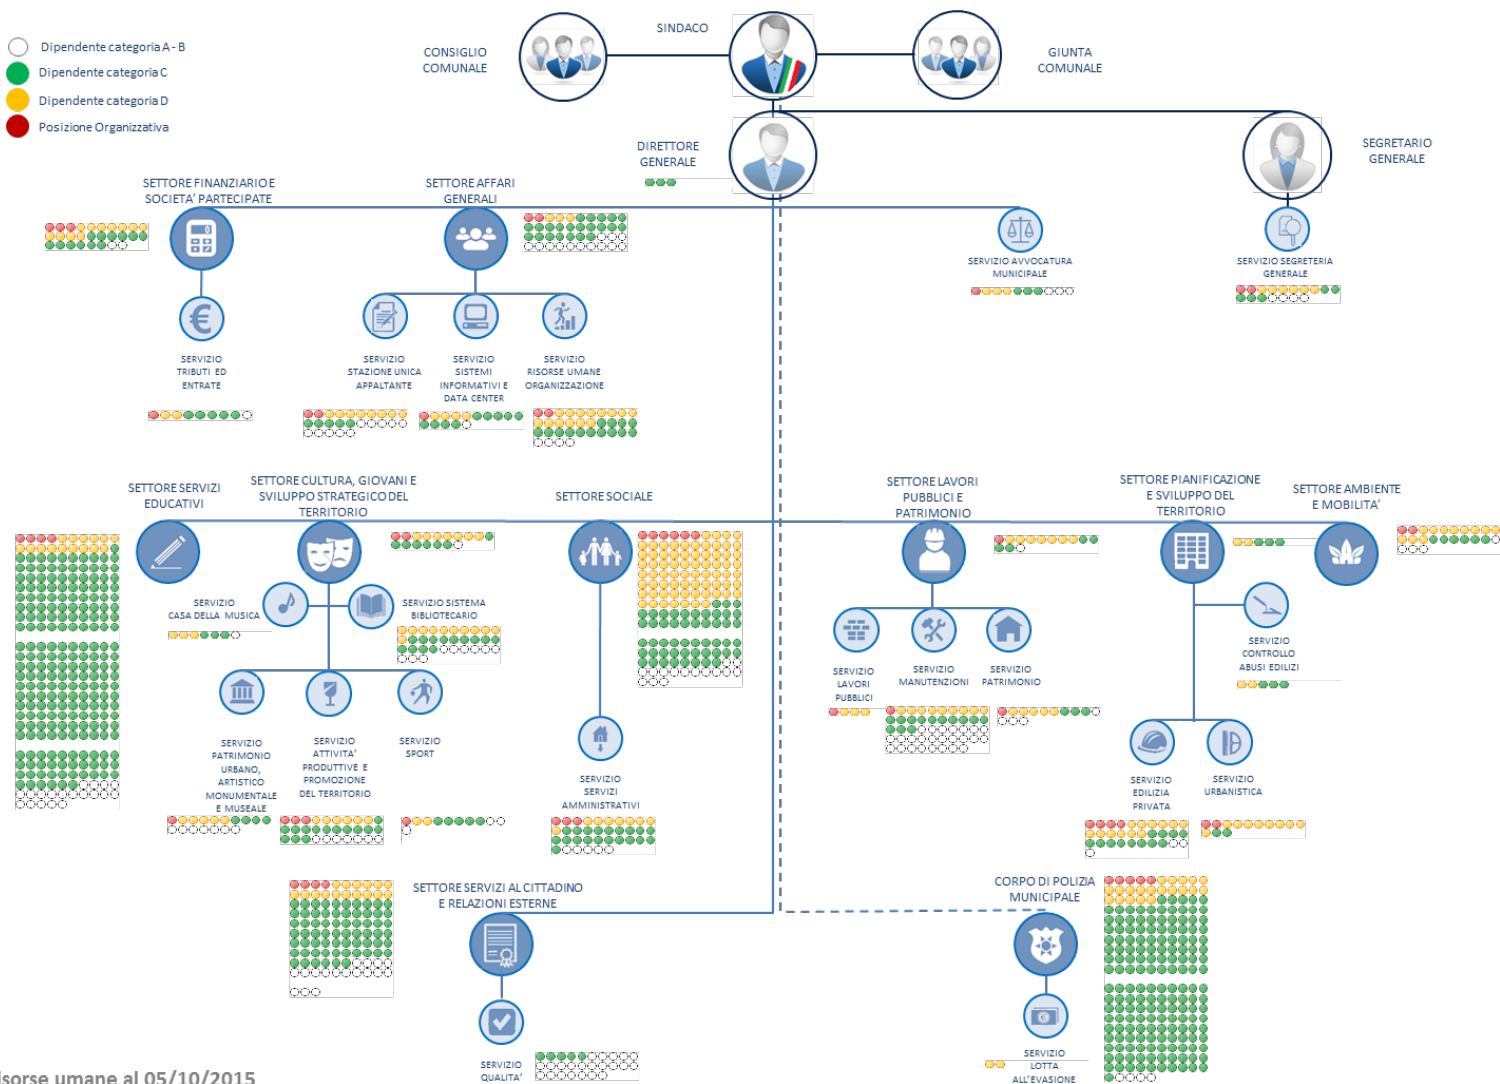 SINDACO
CONSIGLIO
COMUNALE
GIUNTA
COMUNALE
Dipendente categoria A - B
Dipendente categoria C
Dipendente categoria D
Posizione Organizzativa
DIRETTORE
GENERALE
SEGRETARIO
GENERALE
SETTORE FINANZIARIO E
SOCIETA' PARTECIPATE
SETTORE AFFARI
GENERALI
SERVIZIO AVVOCATURA
MUNICIPALE
SERVIZIO SEGRETERIA
GENERALE
SERVIZIO
TRIBUTI ED
ENTRATE
SERVIZIO
STAZIONE UNICA
APPALTANTE
SERVIZIO
SISTEMI
INFORMATIVI E
DATA CENTER
SERVIZIO
RISORSE UMANE
ORGANIZZAZIONE
SETTORE SERVIZI
EDUCATIVI
SETTORE CULTURA, GIOVANI E
SVILUPPO STRATEGICO DEL
TERRITORIO
SETTORE SOCIALE
SETTORE LAVORI
PUBBLICI E
PATRIMONIO
SETTORE PIANIFICAZIONE
E SVILUPPO DEL
TERRITORIO
SETTORE AMBIENTE
E MOBILITA'
SERVIZIO
CASA DELLA MUSICA
SERVIZIO SISTEMA
BIBLIOTECARIO
SERVIZIO
CONTROLLO
ABUSI EDILIZI
SERVIZIO
LAVORI
PUBBLICI
SERVIZIO
MANUTENZIONI
SERVIZIO
PATRIMONIO
SERVIZIO
PATRIMONIO
URBANO,
ARTISTICO
MONUMENTALE
E MUSEALE
SERVIZIO
ATTIVITA'
PRODUTTIVE E
PROMOZIONE
DEL TERRITORIO
SERVIZIO
SPORT
SERVIZIO
SERVIZI
AMMINISTRATIVI
SERVIZIO
EDILIZIA
PRIVATA
SERVIZIO
URBANISTICA
SETTORE SERVIZI AL CITTADINO
E RELAZIONI ESTERNE
CORPO DI POLIZIA
MUNICIPALE
SERVIZIO
QUALITA'
SERVIZIO
LOTTA
ALL'EVASIONE
isorse umane al 05/10/2015